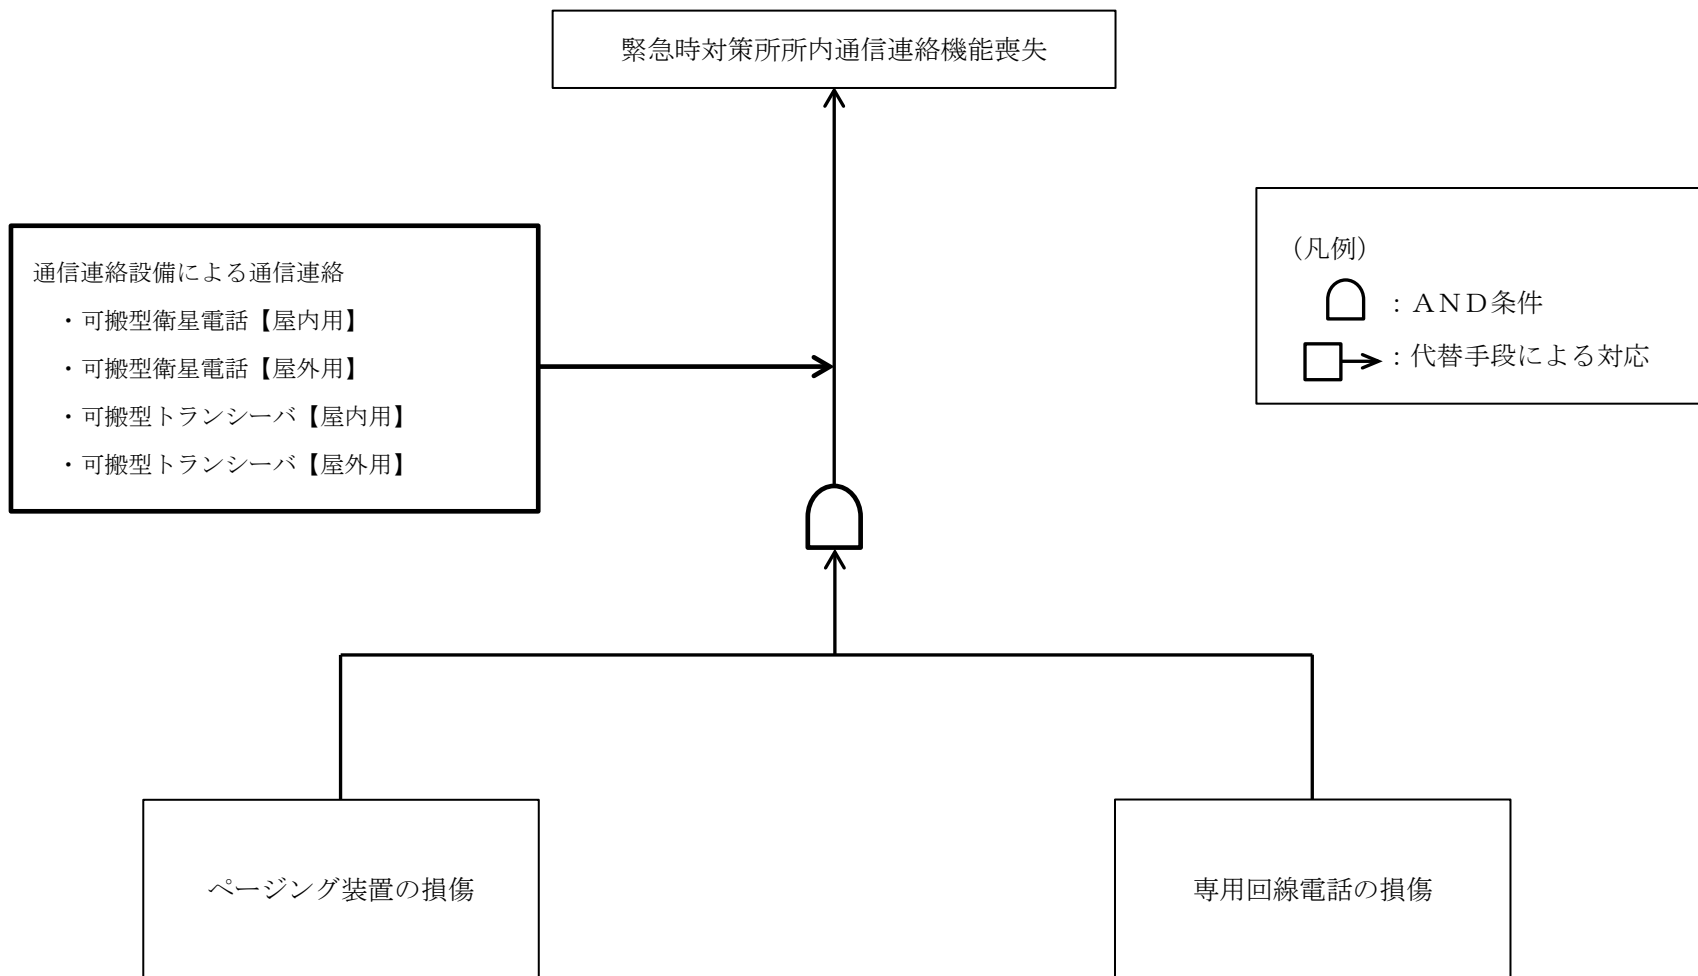 緊急時対策所所内通信連絡機能喪失
通信連絡設備による通信連絡
・可搬型衛星電話【屋内用】
・可搬型衛星電話【屋外用】
・可搬型トランシーバ【屋内用】
・可搬型トランシーバ【屋外用】
（凡例）
：ＡＮＤ条件
：代替手段による対応
ページング装置の損傷
専用回線電話の損傷